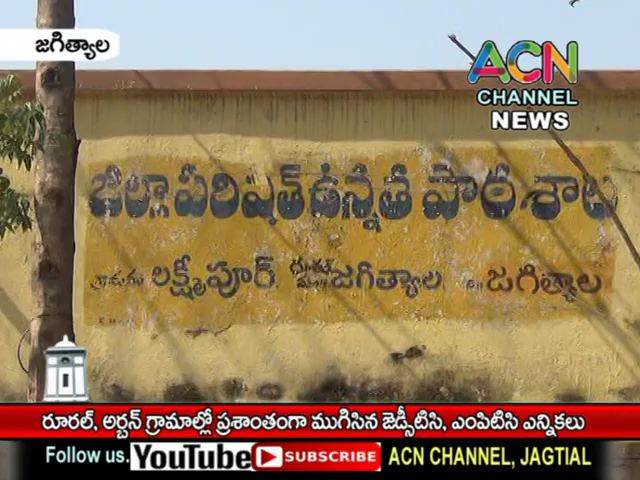 జగిత్యాల
ACN
CHANNEL
NEWS
జిల్లా పరిషత్ ఉన్నత పాఠశాల
గ్రామము లక్ష్మీపూర్ జగిత్యాల జగిత్యాల
రూరల్, అర్బన్ గ్రామాల్లో ప్రశాంతంగా ముగిసిన జెడ్పీటిసి, ఎంపిటిసి ఎన్నికలు
Follow us. YouTube SUBSCRIBE ACN CHANNEL, JAGTIAL